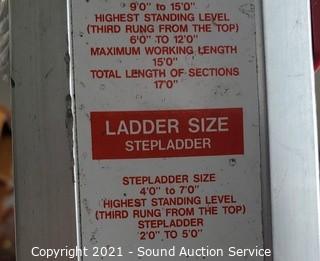 9'0" to 15'0"
HIGHEST STANDING LEVEL
(THIRD RUNG FROM THE TOP)
6'0" TO 12'0"
MAXIMUM WORKING LENGTH
15'0"
TOTAL LENGTH OF SECTIONS
17'0"
LADDER SIZE
STEPLADDER
STEPLADDER SIZE
4'0" to 7'0"
HIGHEST STANDING LEVEL
(THIRD RUNG FROM THE TOP)
STEPLADDER
2'0" TO 5'0"
Copyright 2021 - Sound Auction Service